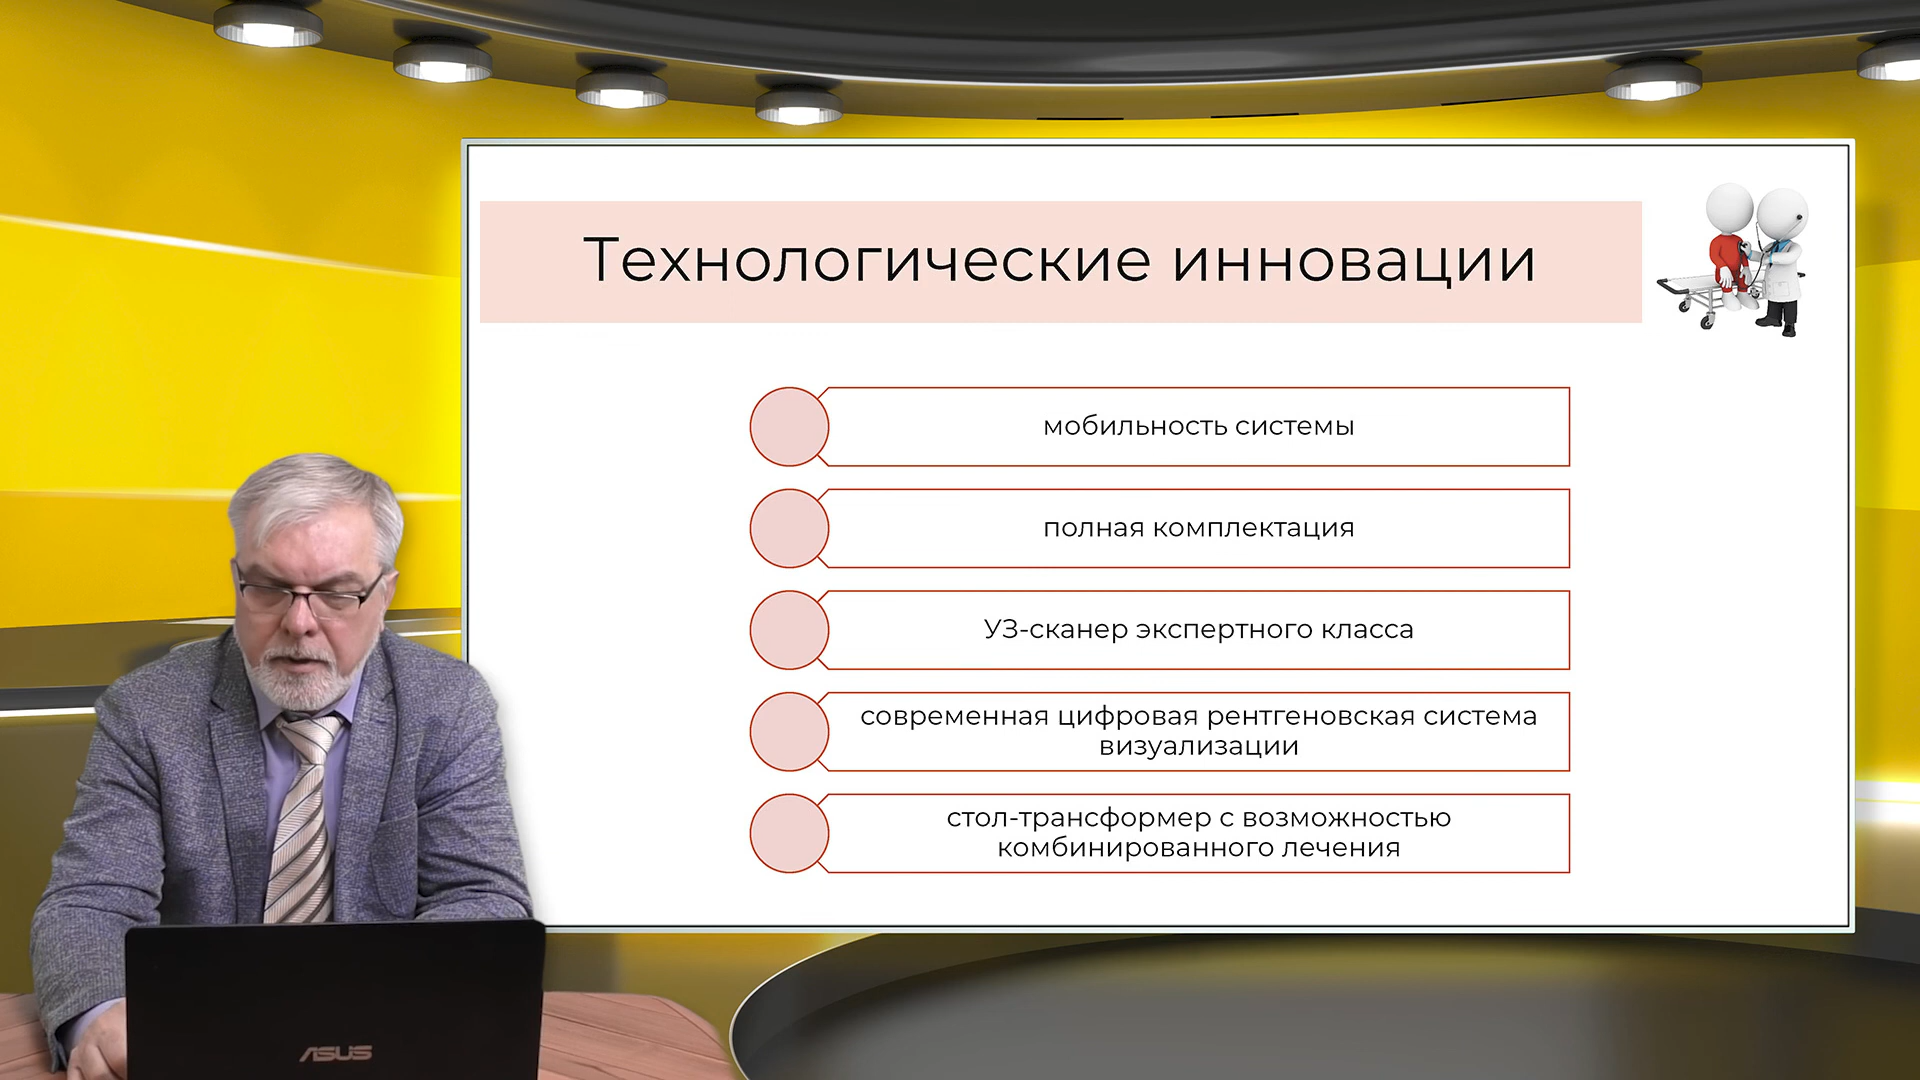 Технологические инновации
мобильность системы
полная комплектация
УЗ-сканер экспертного класса
современная цифровая рентгеновская система
визуализации
стол-трансформер с возможностью
комбинированного лечения
ASUS